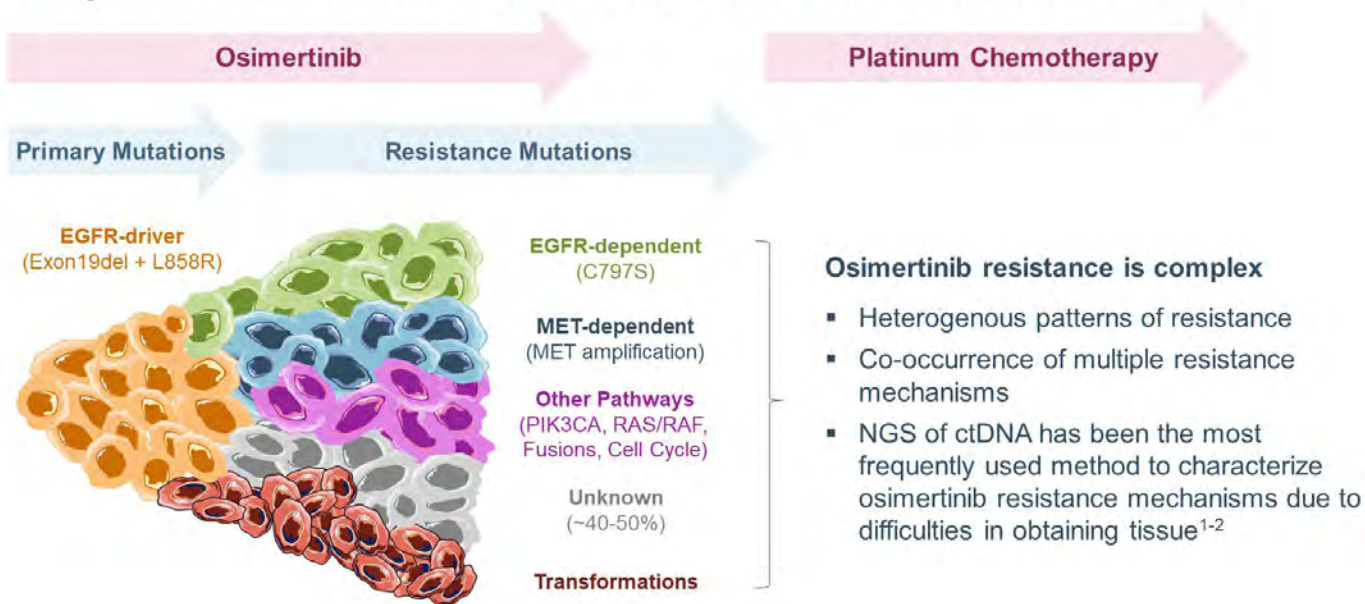 Osimertinib
Platinum Chemotherapy
Primary Mutations
Resistance Mutations
EGFR-driver
(Exon19del + L858R)
EGFR-dependent
(C797S)
MET-dependent
(MET amplification)
Other Pathways
(PIK3CA, RAS/RAF,
Fusions, Cell Cycle)
Unknown
(~40-50%)
Transformations
Osimertinib resistance is complex
▪ Heterogenous patterns of resistance
▪ Co-occurrence of multiple resistance
mechanisms
▪ NGS of ctDNA has been the most
frequently used method to characterize
osimertinib resistance mechanisms due to
difficulties in obtaining tissue1-2